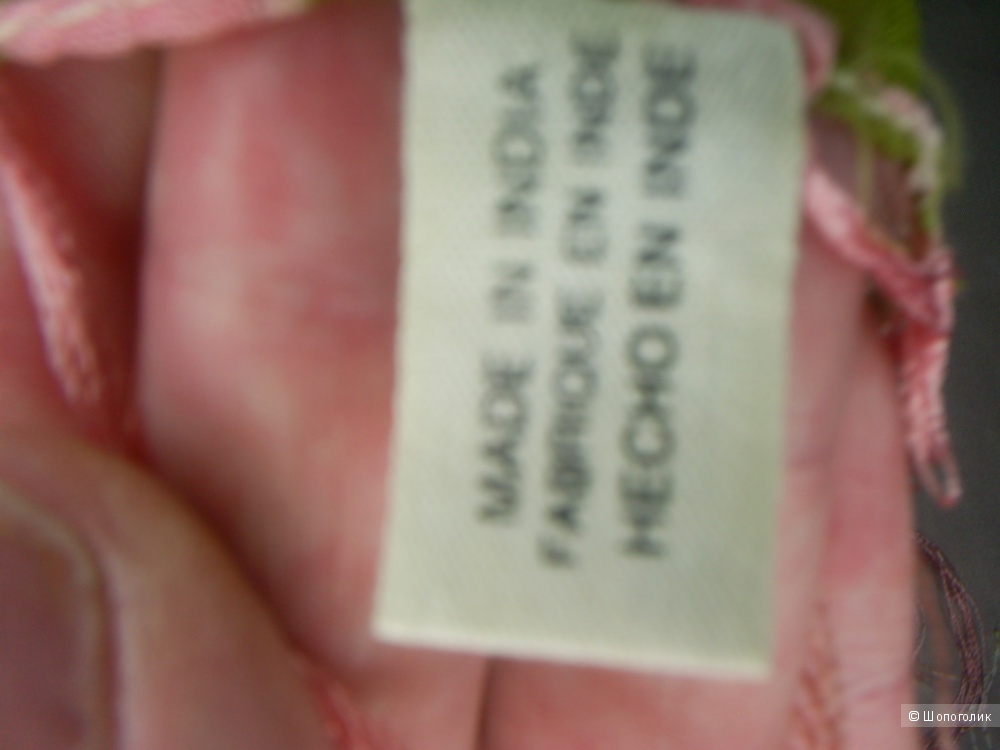 MADE IN INDIA
FABRIQUE EN INDE
HECHO EN INDE
© Шопоголик